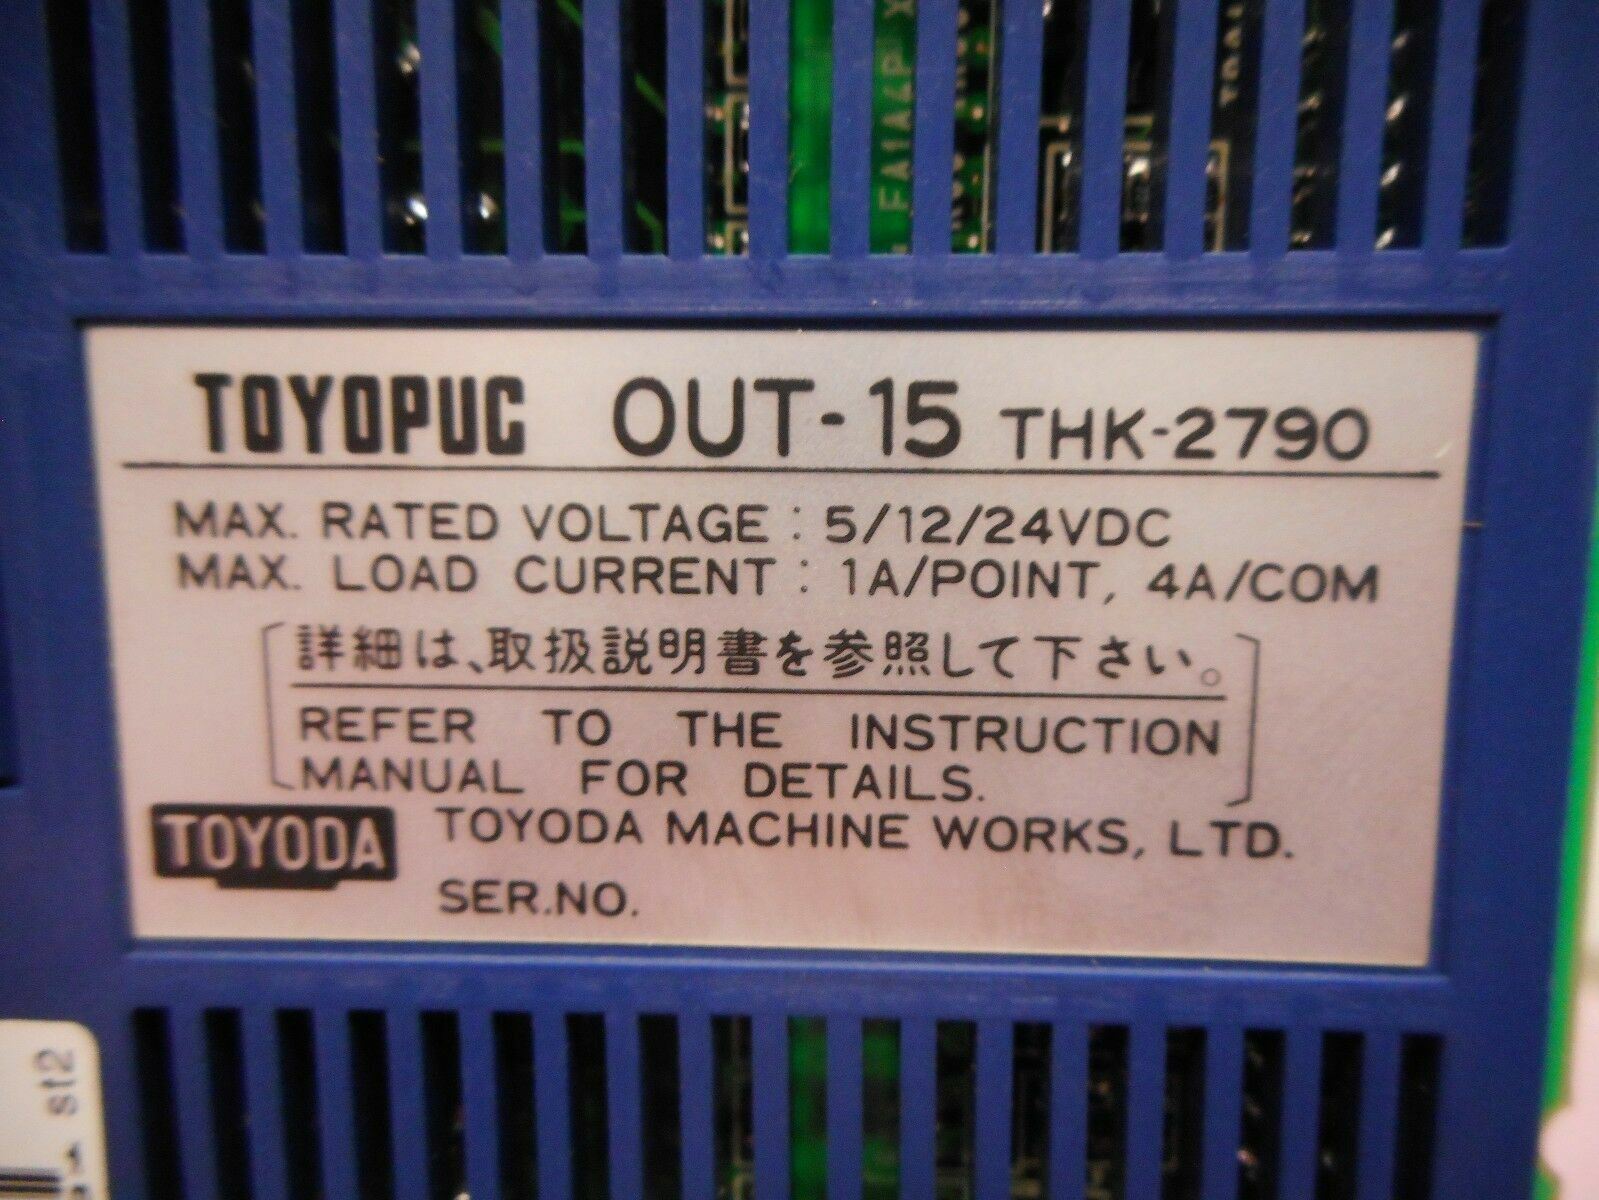 TOYOPUC OUT-15 THK-2790
MAX. RATED VOLTAGE : 5/12/24VDC
MAX. LOAD CURRENT : 1A/POINT, 4A/COM
詳細は、取扱説明書を参照して下さい。
REFER TO THE INSTRUCTION
MANUAL FOR DETAILS.
TOYODA TOYODA MACHINE WORKS, LTD.
SER.NO.
st2